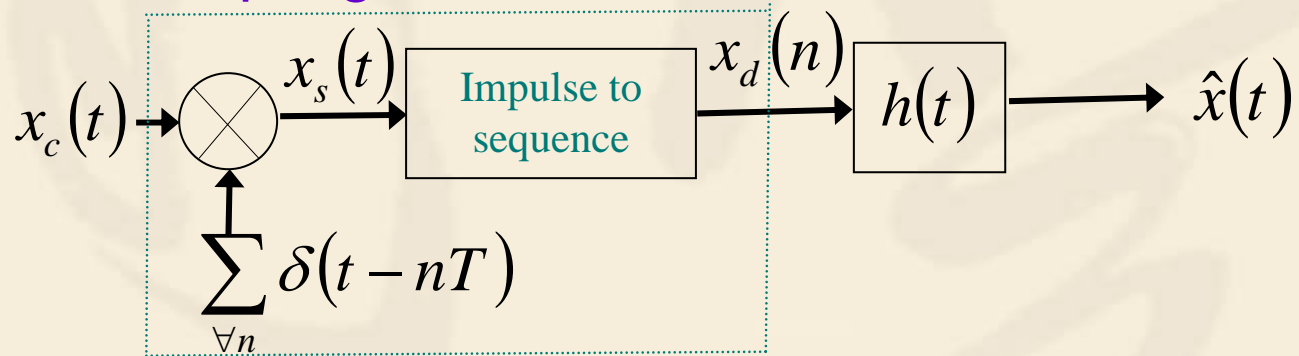 x_c(t)
x_s(t)
Impulse to
sequence
x_d(n)
h(t)
x̂(t)
∑ δ(t − nT)
∀n